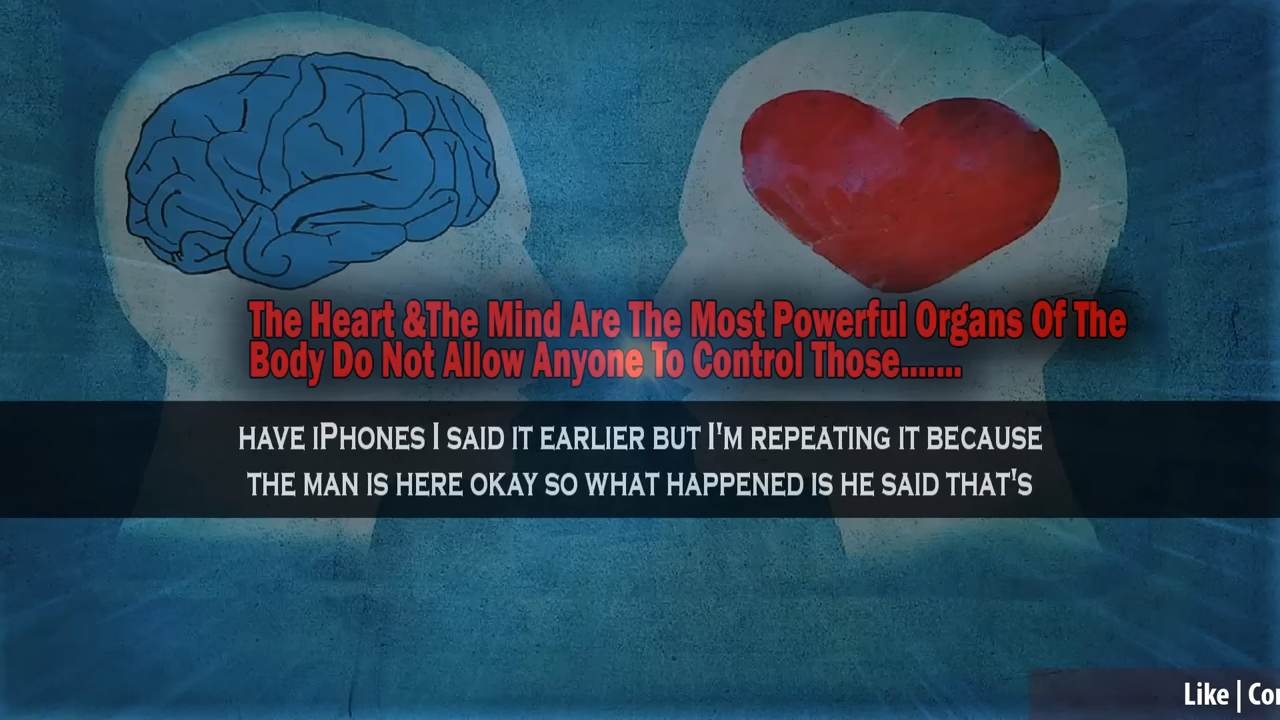 The Heart &The Mind Are The Most Powerful Organs Of The
Body Do Not Allow Anyone To Control Those.......
HAVE iPHONES I SAID IT EARLIER BUT I'M REPEATING IT BECAUSE
THE MAN IS HERE OKAY SO WHAT HAPPENED IS HE SAID THAT'S
Like |